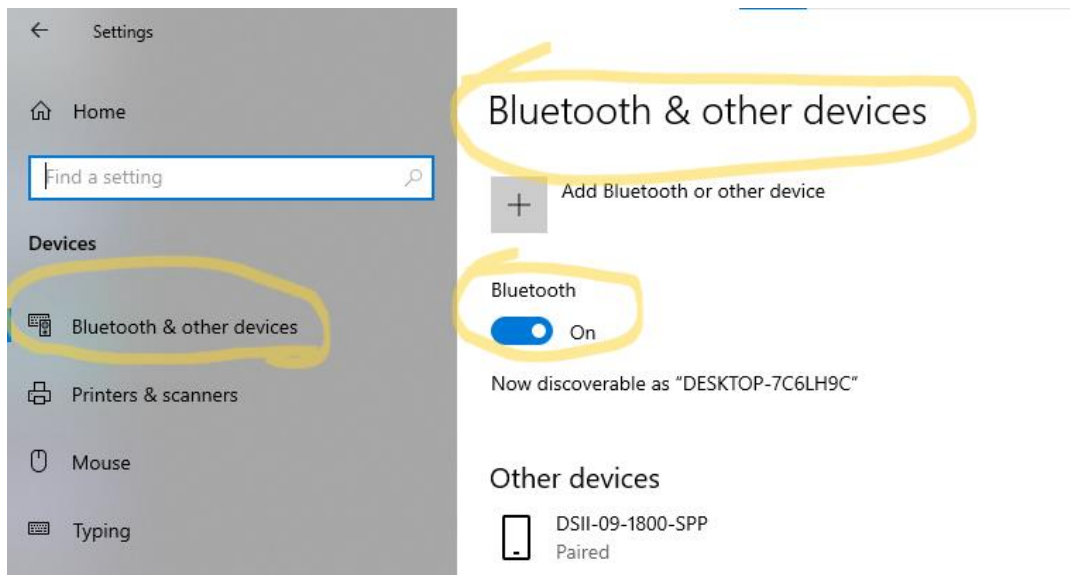 Settings
Home
Find a setting
Devices
Bluetooth & other devices
Printers & scanners
Mouse
Typing
Bluetooth & other devices
Add Bluetooth or other device
Bluetooth
On
Now discoverable as “DESKTOP-7C6LH9C”
Other devices
DSII-09-1800-SPP
Paired